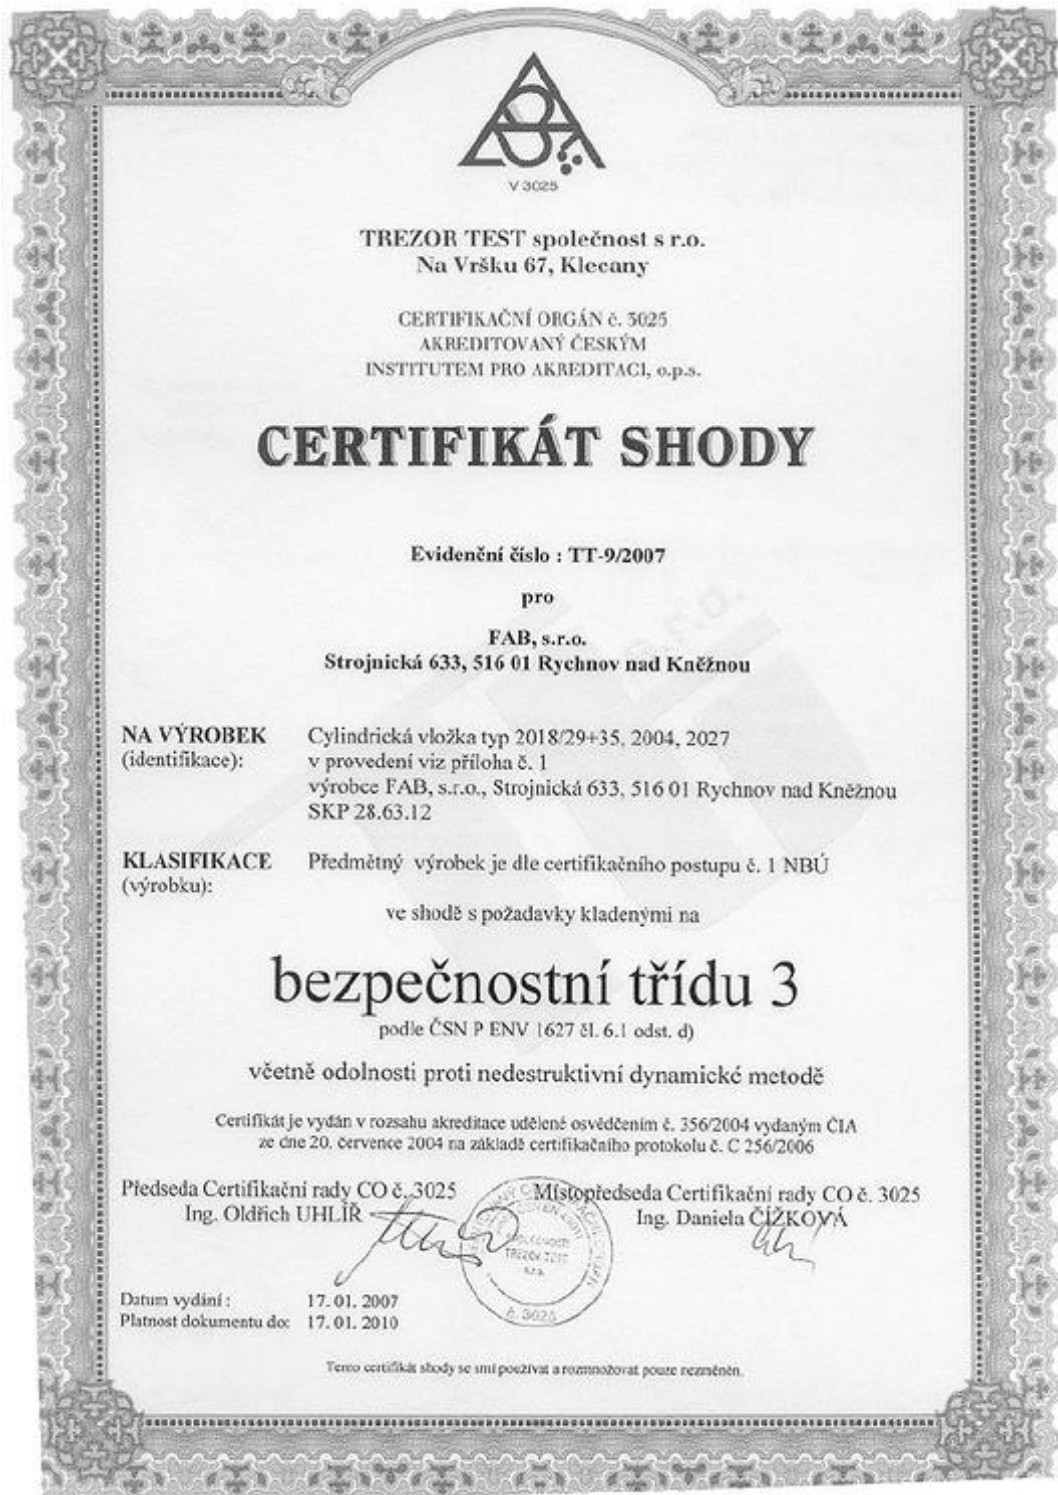 V 3025
TREZOR TEST společnost s r.o.
Na Vršku 67, Klecany
CERTIFIKAČNÍ ORGÁN č. 3025
AKREDITOVANÝ ČESKÝM
INSTITUTEM PRO AKREDITACI, o.p.s.
CERTIFIKÁT SHODY
Evidenční číslo : TT-9/2007
pro
FAB, s.r.o.
Strojnická 633, 516 01 Rychnov nad Kněžnou
NA VÝROBEK
(identifikace):
Cylindrická vložka typ 2018/29+35, 2004, 2027
v provedení viz příloha č. 1
výrobce FAB, s.r.o., Strojnická 633, 516 01 Rychnov nad Kněžnou
SKP 28.63.12
KLASIFIKACE
(výrobku):
Předmětný výrobek je dle certifikačního postupu č. 1 NBÚ
ve shodě s požadavky kladenými na
bezpečnostní třídu 3
podle ČSN P ENV 1627 čl. 6.1 odst. d)
včetně odolnosti proti nedestruktivní dynamické metodě
Certifikát je vydán v rozsahu akreditace udělené osvědčením č. 356/2004 vydaným ČIA
ze dne 20. července 2004 na základě certifikačního protokolu č. C 256/2006
Předseda Certifikační rady CO č. 3025
Ing. Oldřich UHLÍŘ
Místopředseda Certifikační rady CO č. 3025
Ing. Daniela ČÍŽKOVÁ
SPOLEČNOSTI
TREZOR TEST
s.r.o.
č. 3025
Datum vydání : 17. 01. 2007
Platnost dokumentu do: 17. 01. 2010
Tento certifikát shody se smí používat a rozmnožovat pouze nezměněn.